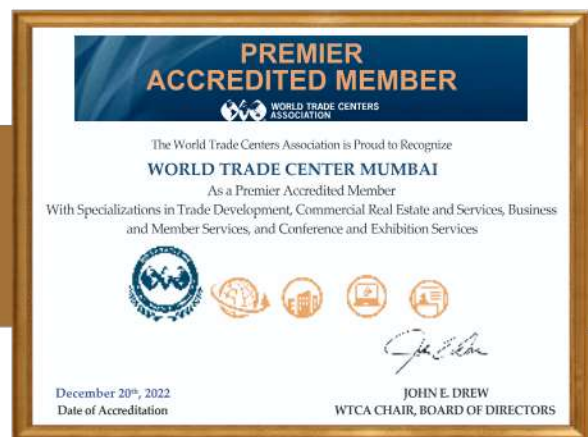 PREMIER
ACCREDITED MEMBER
WORLD TRADE CENTERS
ASSOCIATION
The World Trade Centers Association is Proud to Recognize
WORLD TRADE CENTER MUMBAI
As a Premier Accredited Member
With Specializations in Trade Development, Commercial Real Estate and Services, Business
and Member Services, and Conference and Exhibition Services
December 20th, 2022
Date of Accreditation
JOHN E. DREW
WTCA CHAIR, BOARD OF DIRECTORS